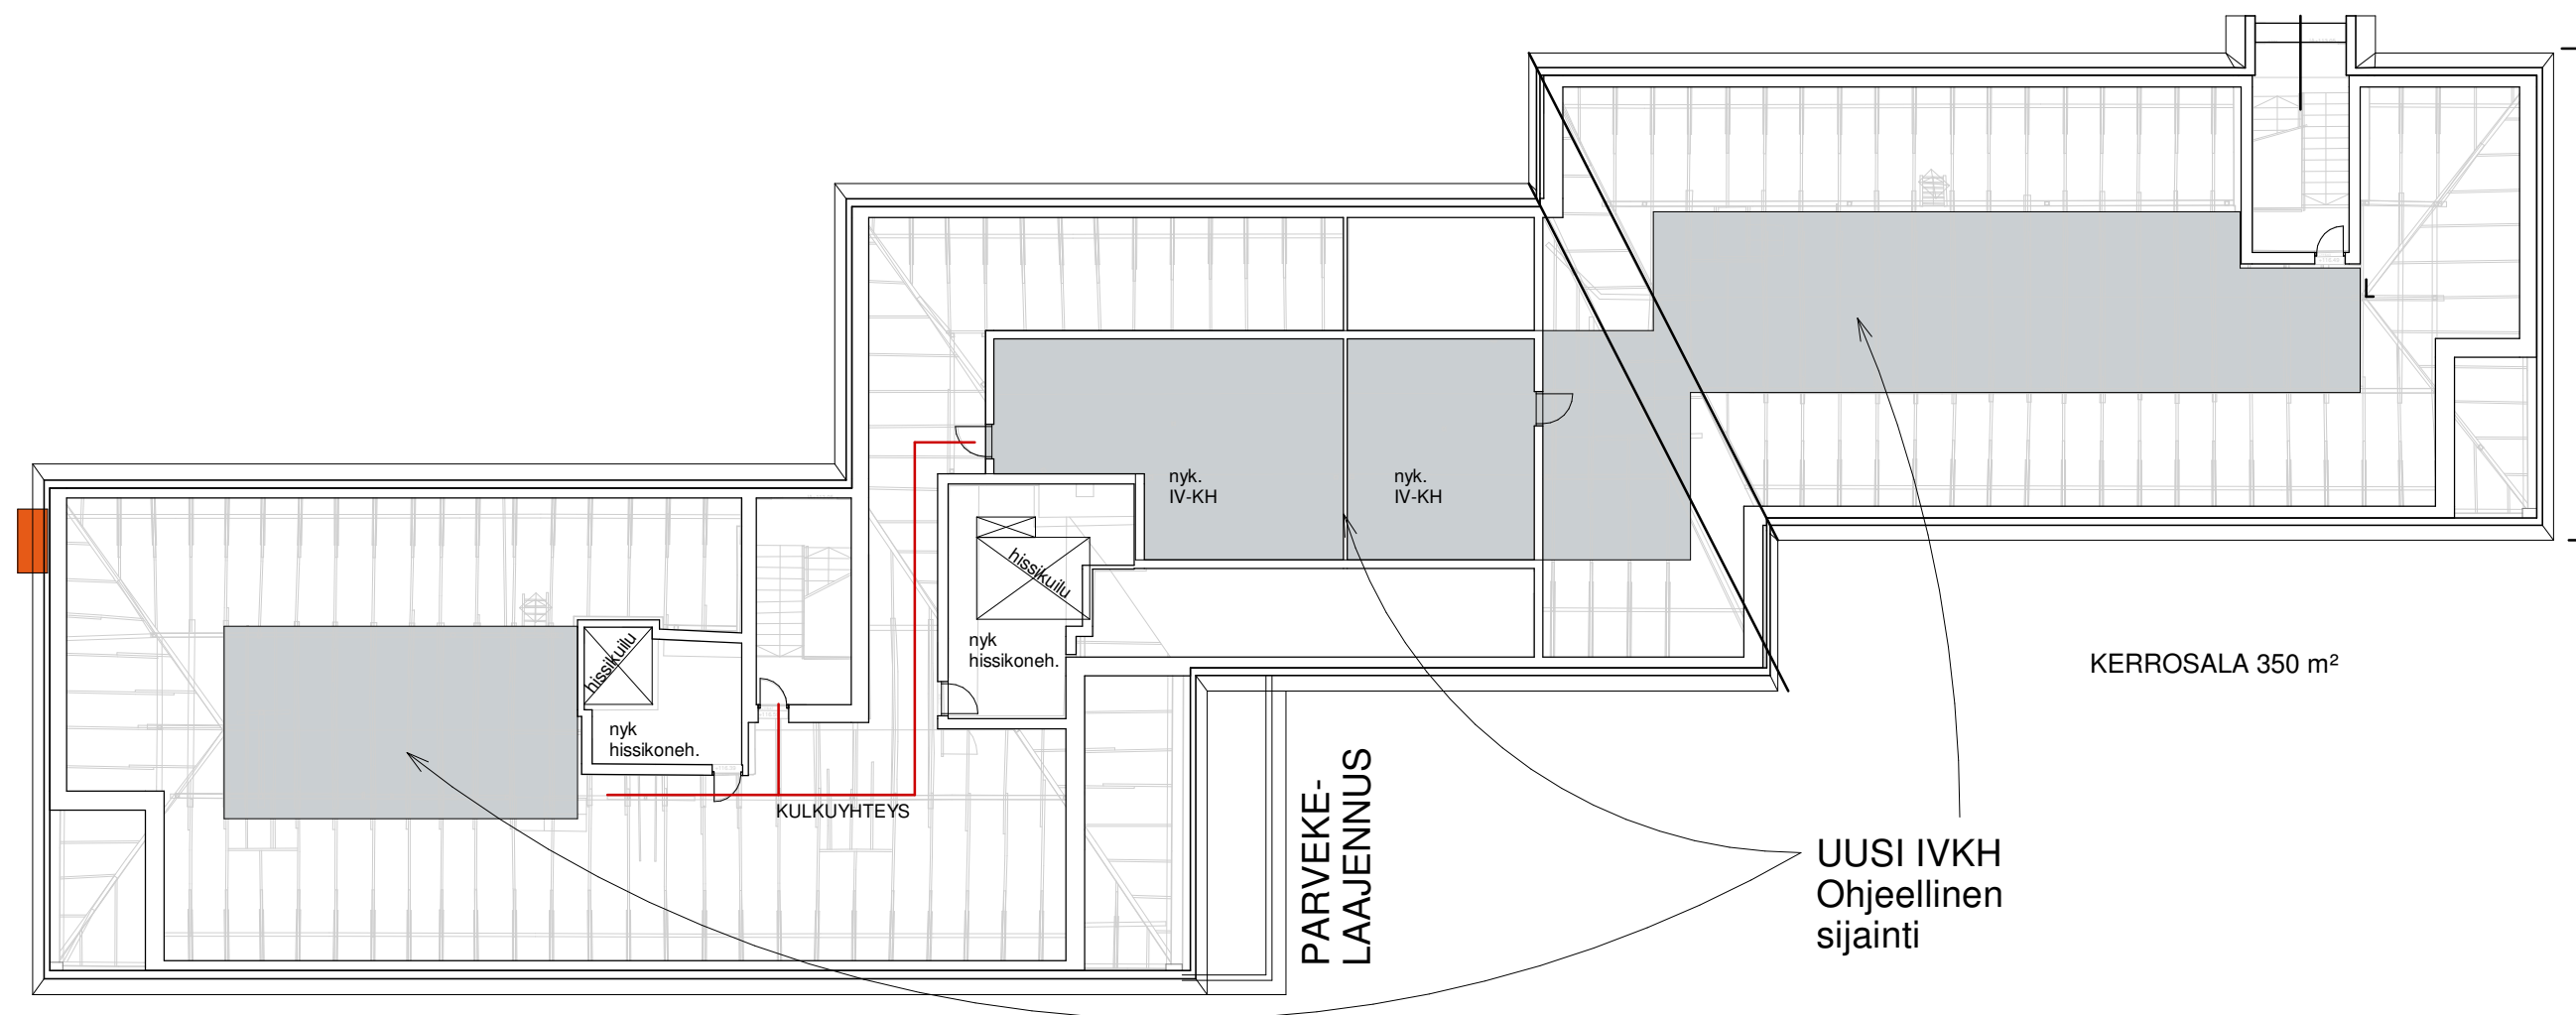 nyk.
IV-KH
nyk.
IV-KH
hissikuilu
nyk
hissikoneh.
hissikuilu
nyk
hissikoneh.
KULKUYHTEYS
KERROSALA 350 m²
PARVEKE-
LAAJENNUS
UUSI IVKH
Ohjeellinen
sijainti
L